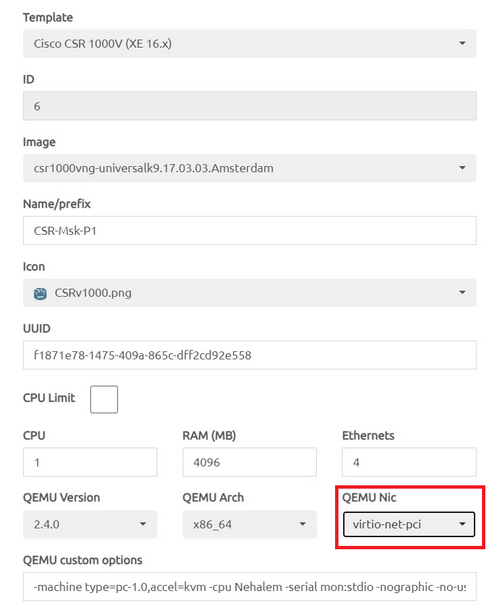 Template
Cisco CSR 1000V (XE 16.x)
ID
6
Image
csr1000vng-universalk9.17.03.03.Amsterdam
Name/prefix
CSR-Msk-P1
Icon
CSRv1000.png
UUID
f1871e78-1475-409a-865c-dff2cd92e558
CPU Limit
CPU RAM (MB) Ethernets
1 4096 4
QEMU Version QEMU Arch QEMU Nic
2.4.0 x86_64 virtio-net-pci
QEMU custom options
-machine type=pc-1.0,accel=kvm -cpu Nehalem -serial mon:stdio -nographic -no-us